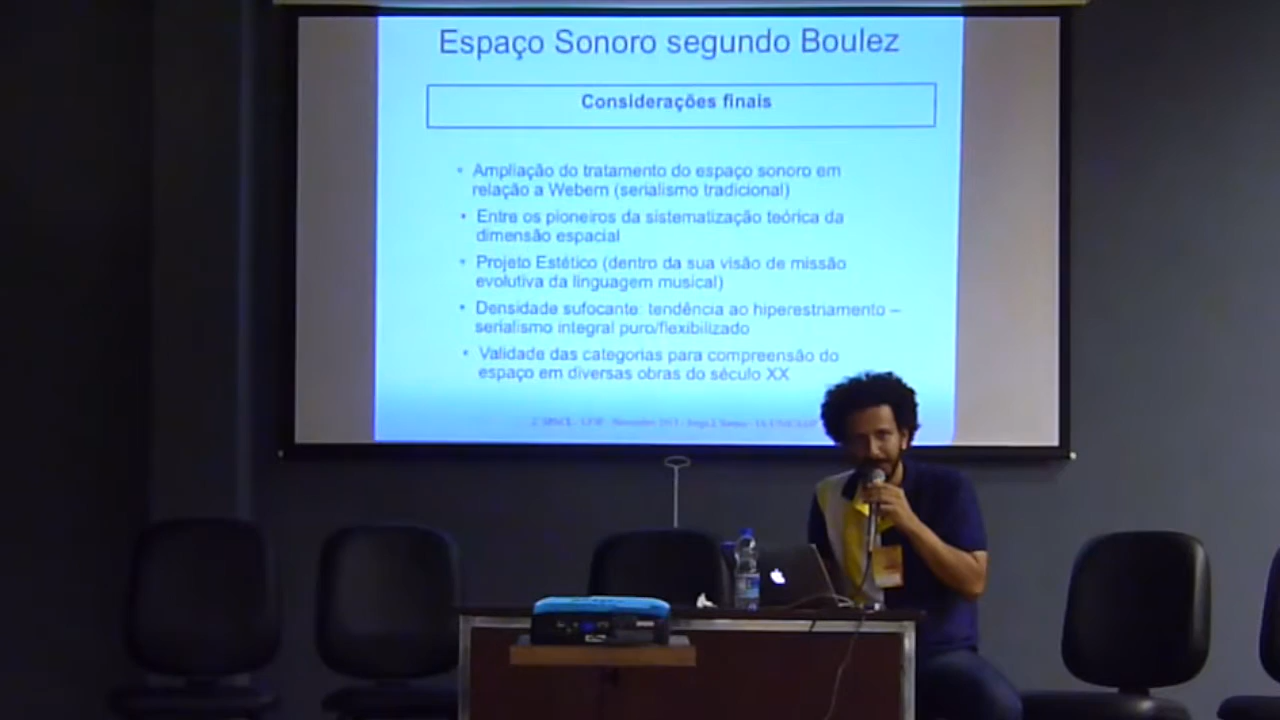 Espaço Sonoro segundo Boulez
Considerações finais
• Ampliação do tratamento do espaço sonoro em
relação a Webern (serialismo tradicional)
• Entre os pioneiros da sistematização teórica da
dimensão espacial
• Projeto Estético (dentro da sua visão de missão
evolutiva da linguagem musical)
• Densidade sufocante: tendência ao hiperestriamento –
serialismo integral puro/flexibilizado
• Validade das categorias para compreensão do
espaço em diversas obras do século XX